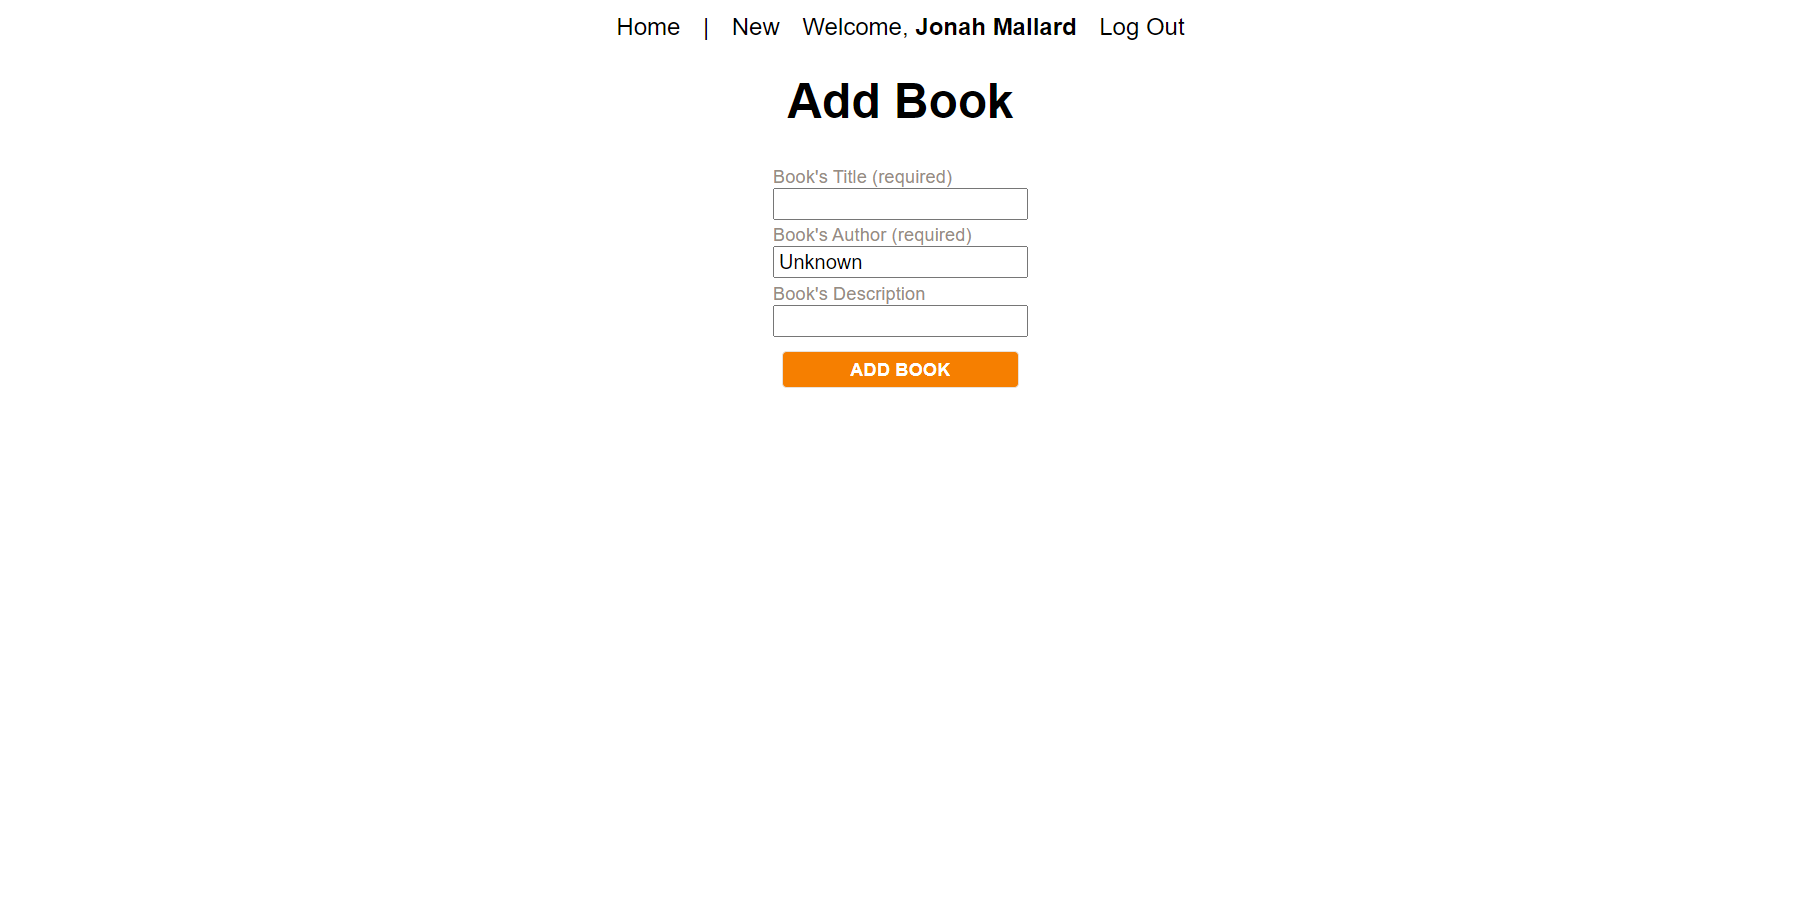 Home | New Welcome, Jonah Mallard Log Out
Add Book
Book's Title (required)
Book's Author (required)
Unknown
Book's Description
ADD BOOK